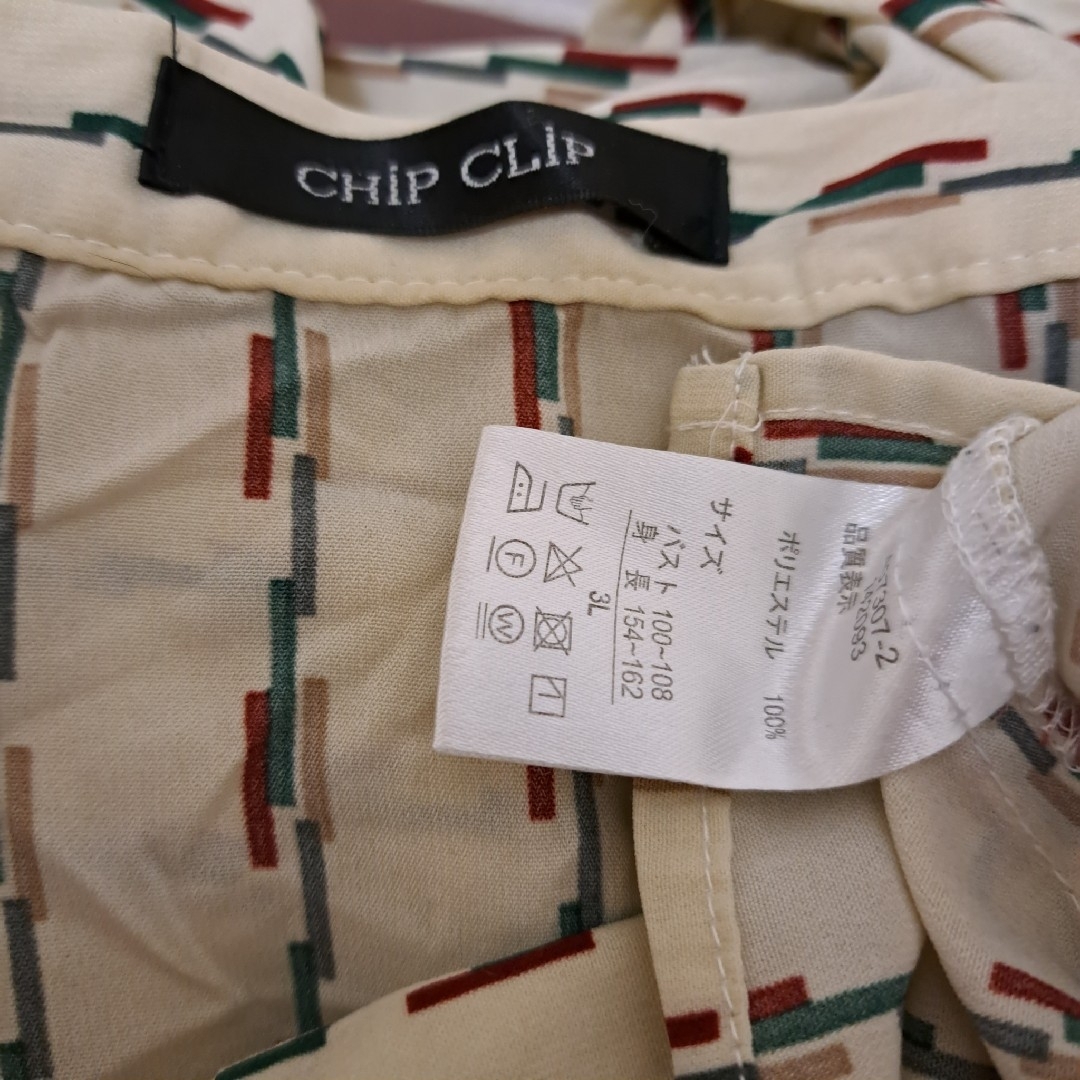 CHiP CLiP
品質表示
ポリエステル 100%
サイズ
バスト 100~108
身 長 154~162
3L
F
W